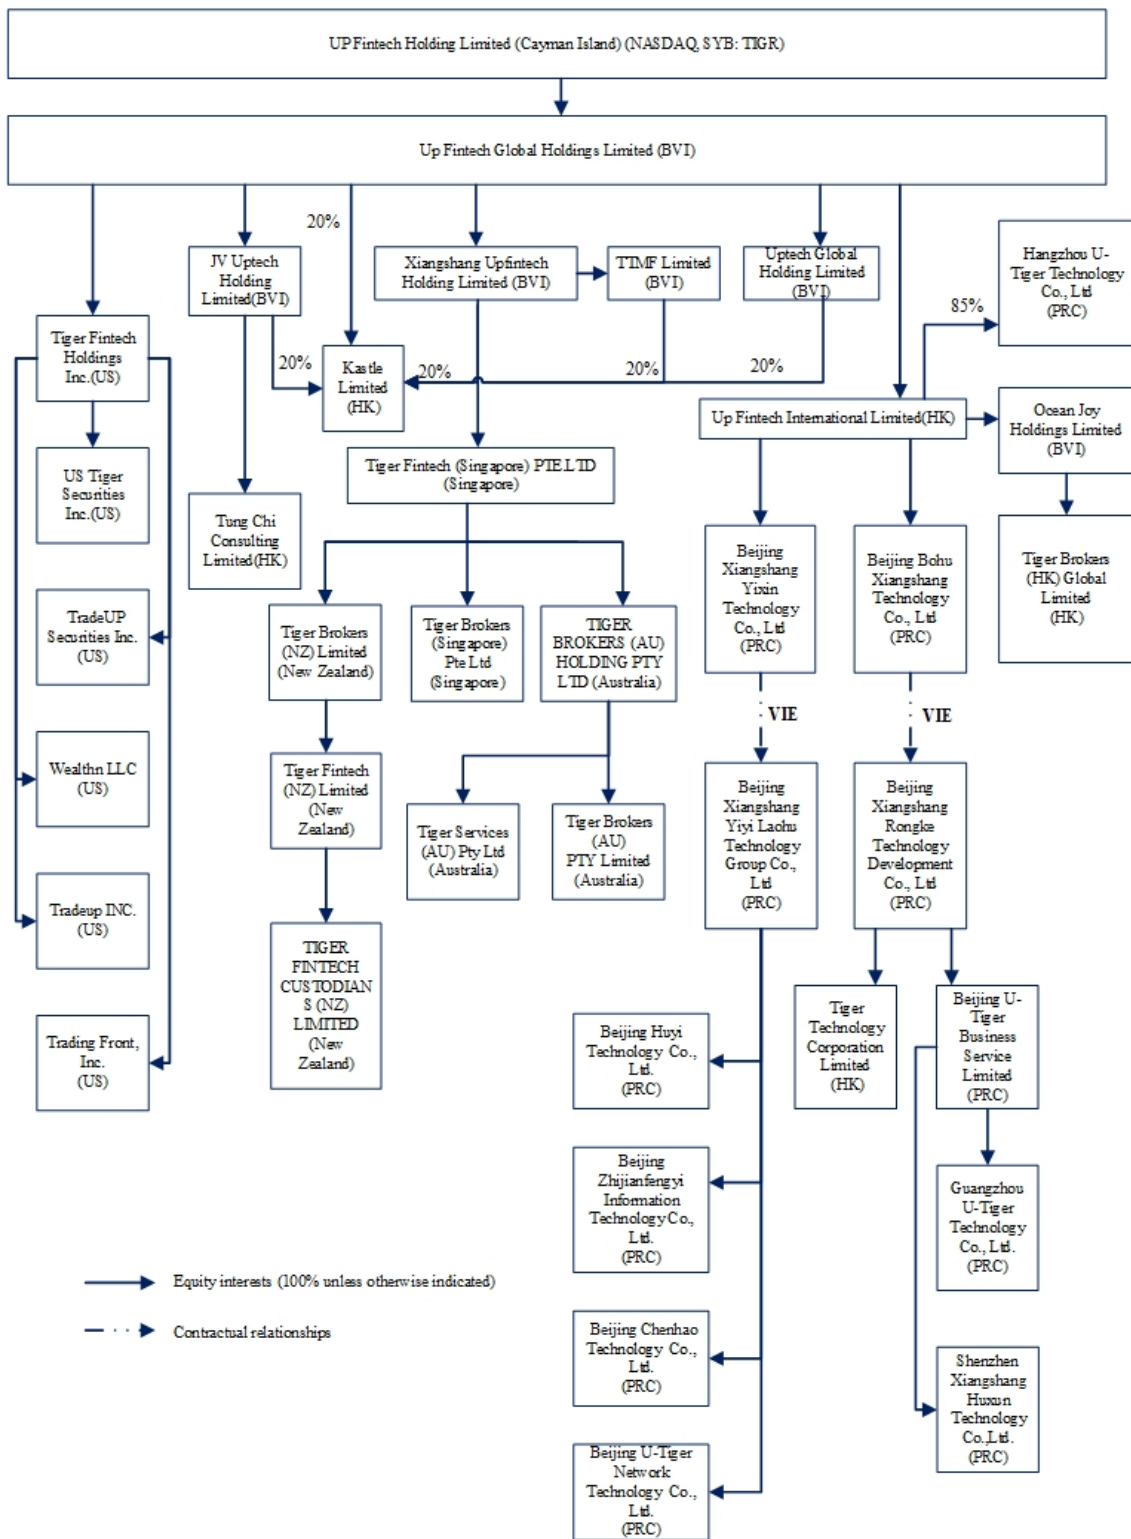 UP Fintech Holding Limited (Cayman Island) (NASDAQ, SYB: TIGR)
Up Fintech Global Holdings Limited (BVI)
20%
JV Uptech
Holding
Limited(BVI)
Xiangshang Upfintech
Holding Limited (BVI)
TTMF Limited
(BVI)
Uptech Global
Holding Limited
(BVI)
Hangzhou U-
Tiger Technology
Co., Ltd
(PRC)
85%
Tiger Fintech
Holdings
Inc.(US)
20%
Kastle
Limited
(HK)
20%
20%
20%
Up Fintech International Limited(HK)
Ocean Joy
Holdings Limited
(BVI)
US Tiger
Securities
Inc.(US)
Tiger Fintech (Singapore) PTE.LTD
(Singapore)
Tung Chi
Consulting
Limited(HK)
Beijing
Xiangshang
Yixin
Technology
Co., Ltd
(PRC)
Beijing Bohu
Xiangshang
Technology
Co., Ltd
(PRC)
Tiger Brokers
(HK) Global
Limited
(HK)
TradeUP
Securities Inc.
(US)
Tiger Brokers
(NZ) Limited
(New Zealand)
Tiger Brokers
(Singapore)
Pte Ltd
(Singapore)
TIGER
BROKERS (AU)
HOLDING PTY
LTD (Australia)
VIE
VIE
Wealthn LLC
(US)
Tiger Fintech
(NZ) Limited
(New
Zealand)
Tiger Services
(AU) Pty Ltd
(Australia)
Tiger Brokers
(AU)
PTY Limited
(Australia)
Beijing
Xiangshang
Yiyi Laohu
Technology
Group Co.,
Ltd
(PRC)
Beijing
Xiangshang
Rongke
Technology
Development
Co., Ltd
(PRC)
Tradeup INC.
(US)
TIGER
FINTECH
CUSTODIAN
S (NZ)
LIMITED
(New
Zealand)
Trading Front,
Inc.
(US)
Beijing Huyi
Technology Co.,
Ltd.
(PRC)
Tiger
Technology
Corporation
Limited
(HK)
Beijing U-
Tiger
Business
Service
Limited
(PRC)
Beijing
Zhijianfengyi
Information
Technology Co.,
Ltd.
(PRC)
Guangzhou
U-Tiger
Technology
Co., Ltd.
(PRC)
Equity interests (100% unless otherwise indicated)
Contractual relationships
Beijing Chenhao
Technology Co.,
Ltd.
(PRC)
Shenzhen
Xiangshang
Huxun
Technology
Co.,Ltd.
(PRC)
Beijing U-Tiger
Network
Technology Co.,
Ltd.
(PRC)